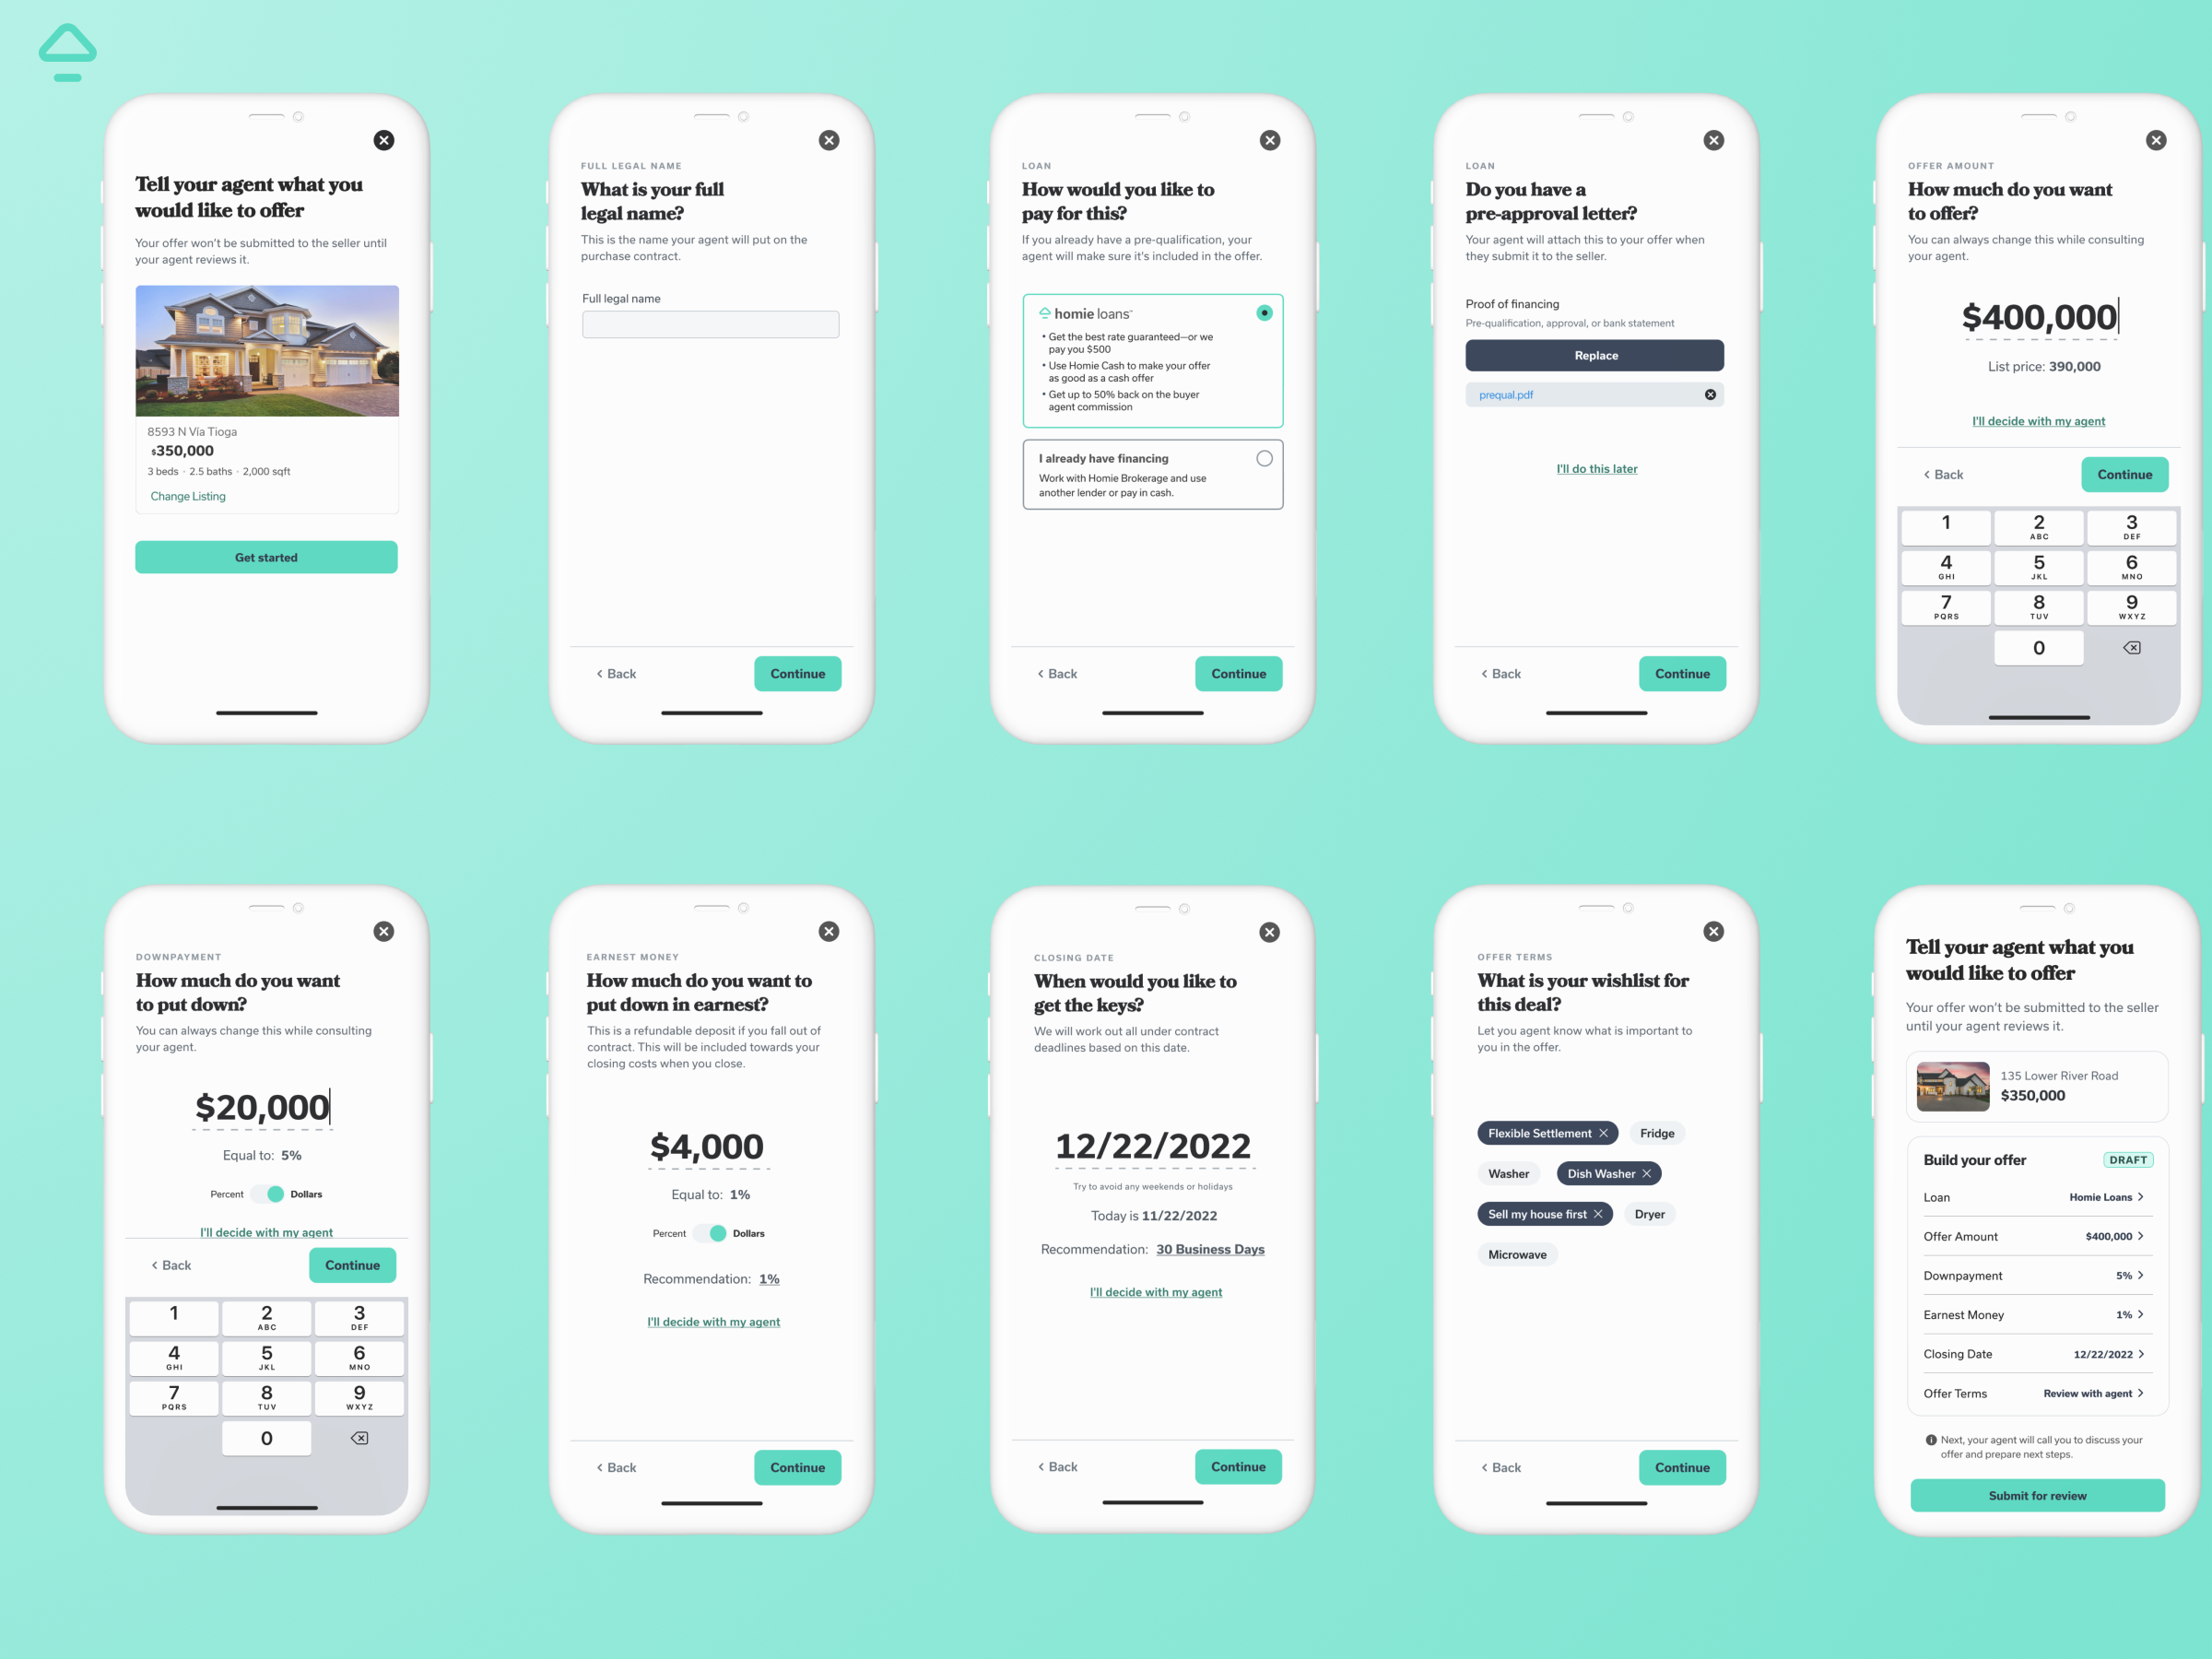 Tell your agent what you
would like to offer
Your offer won't be submitted to the seller until
your agent reviews it.
8593 N Vía Tioga
$350,000
3 beds · 2.5 baths · 2,000 sqft
Change Listing
Get started
FULL LEGAL NAME
What is your full
legal name?
This is the name your agent will put on the
purchase contract.
Full legal name
< Back
Continue
LOAN
How would you like to
pay for this?
If you already have a pre-qualification, your
agent will make sure it's included in the offer.
homie loans™
• Get the best rate guaranteed—or we
pay you $500
• Use Homie Cash to make your offer
as good as a cash offer
• Get up to 50% back on the buyer
agent commission
I already have financing
Work with Homie Brokerage and use
another lender or pay in cash.
< Back
Continue
LOAN
Do you have a
pre-approval letter?
Your agent will attach this to your offer when
they submit it to the seller.
Proof of financing
Pre-qualification, approval, or bank statement
Replace
prequal.pdf
I'll do this later
< Back
Continue
OFFER AMOUNT
How much do you want
to offer?
You can always change this while consulting
your agent.
$400,000
List price: 390,000
I'll decide with my agent
< Back
Continue
1 2 3
ABC DEF
4 5 6
GHI JKL MNO
7 8 9
PQRS TUV WXYZ
0
DOWNPAYMENT
How much do you want
to put down?
You can always change this while consulting
your agent.
$20,000
Equal to: 5%
Percent Dollars
I'll decide with my agent
< Back
Continue
1 2 3
ABC DEF
4 5 6
GHI JKL MNO
7 8 9
PQRS TUV WXYZ
0
EARNEST MONEY
How much do you want to
put down in earnest?
This is a refundable deposit if you fall out of
contract. This will be included towards your
closing costs when you close.
$4,000
Equal to: 1%
Percent Dollars
Recommendation: 1%
I'll decide with my agent
< Back
Continue
CLOSING DATE
When would you like to
get the keys?
We will work out all under contract
deadlines based on this date.
12/22/2022
Try to avoid any weekends or holidays
Today is 11/22/2022
Recommendation: 30 Business Days
I'll decide with my agent
< Back
Continue
OFFER TERMS
What is your wishlist for
this deal?
Let you agent know what is important to
you in the offer.
Flexible Settlement × Fridge
Washer Dish Washer ×
Sell my house first × Dryer
Microwave
< Back
Continue
Tell your agent what you
would like to offer
Your offer won't be submitted to the seller
until your agent reviews it.
135 Lower River Road
$350,000
Build your offer DRAFT
Loan Homie Loans >
Offer Amount $400,000 >
Downpayment 5% >
Earnest Money 1% >
Closing Date 12/22/2022 >
Offer Terms Review with agent >
Next, your agent will call you to discuss your
offer and prepare next steps.
Submit for review